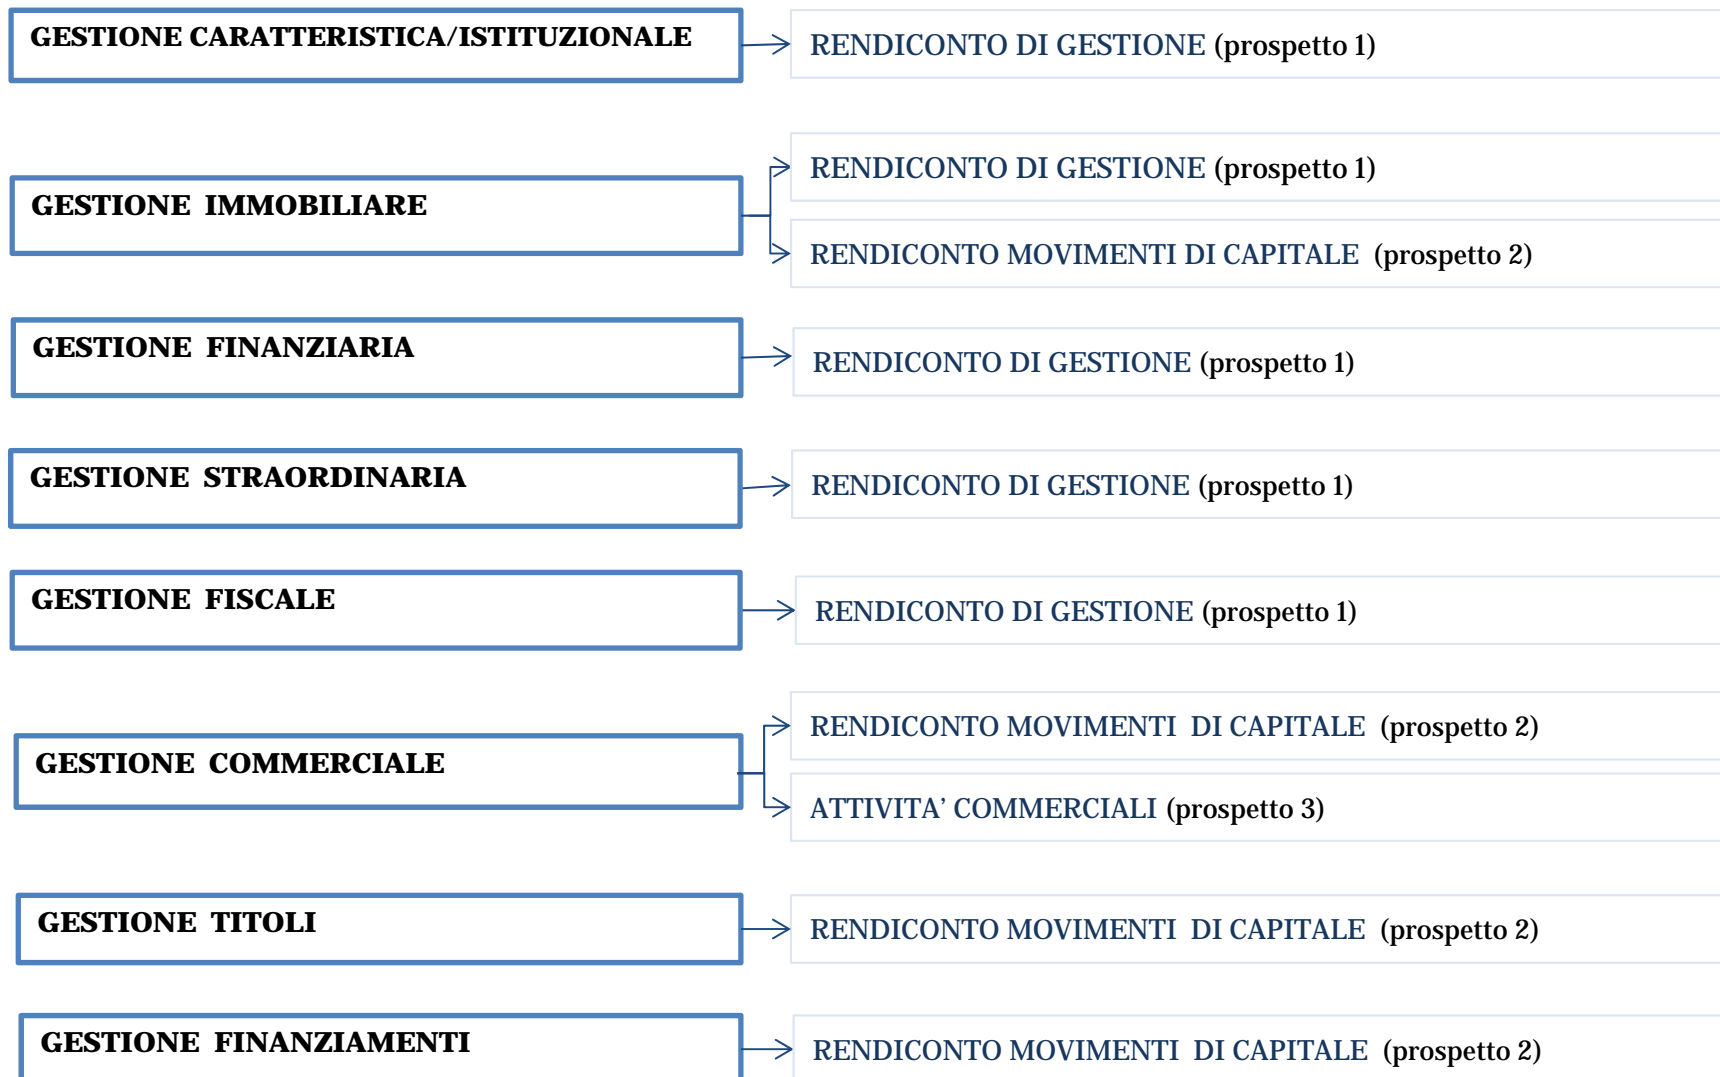 GESTIONE CARATTERISTICA/ISTITUZIONALE
RENDICONTO DI GESTIONE (prospetto 1)
GESTIONE IMMOBILIARE
RENDICONTO DI GESTIONE (prospetto 1)
RENDICONTO MOVIMENTI DI CAPITALE (prospetto 2)
GESTIONE FINANZIARIA
RENDICONTO DI GESTIONE (prospetto 1)
GESTIONE STRAORDINARIA
RENDICONTO DI GESTIONE (prospetto 1)
GESTIONE FISCALE
RENDICONTO DI GESTIONE (prospetto 1)
GESTIONE COMMERCIALE
RENDICONTO MOVIMENTI DI CAPITALE (prospetto 2)
ATTIVITA’ COMMERCIALI (prospetto 3)
GESTIONE TITOLI
RENDICONTO MOVIMENTI DI CAPITALE (prospetto 2)
GESTIONE FINANZIAMENTI
RENDICONTO MOVIMENTI DI CAPITALE (prospetto 2)